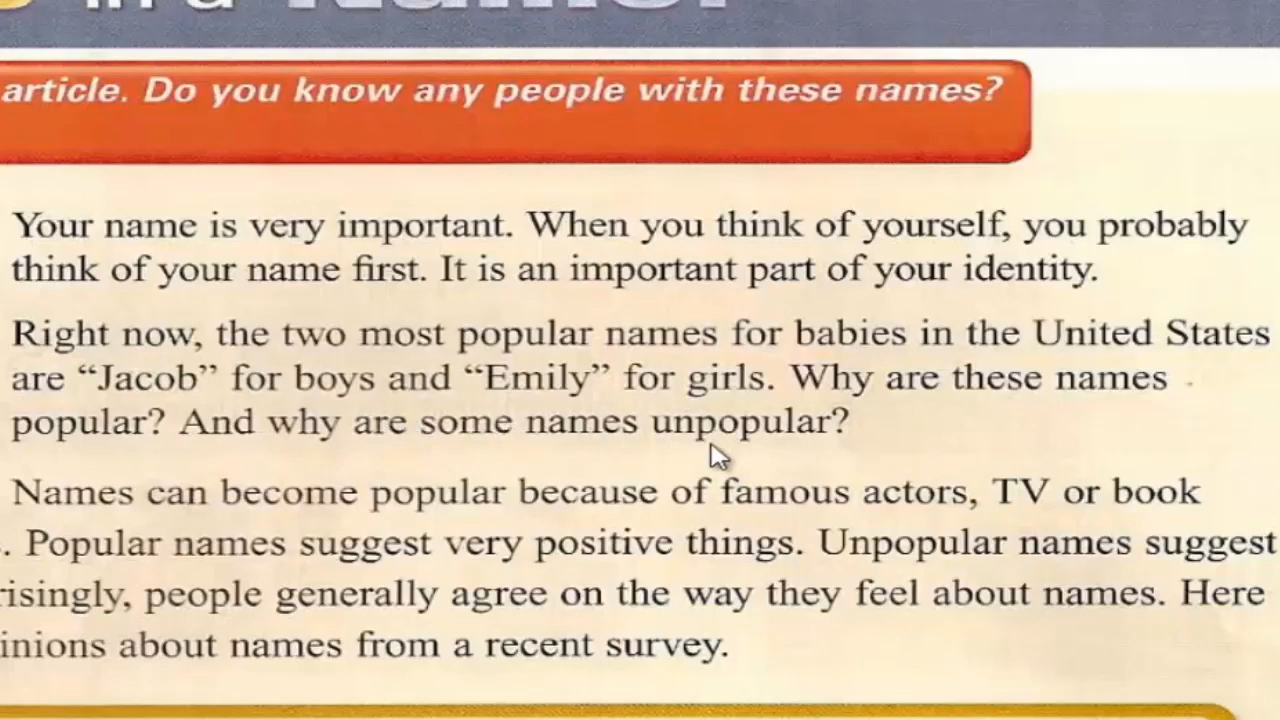 in a Name?
article. Do you know any people with these names?
Your name is very important. When you think of yourself, you probably
think of your name first. It is an important part of your identity.
Right now, the two most popular names for babies in the United States
are “Jacob” for boys and “Emily” for girls. Why are these names
popular? And why are some names unpopular?
Names can become popular because of famous actors, TV or book
. Popular names suggest very positive things. Unpopular names suggest
risingly, people generally agree on the way they feel about names. Here
inions about names from a recent survey.